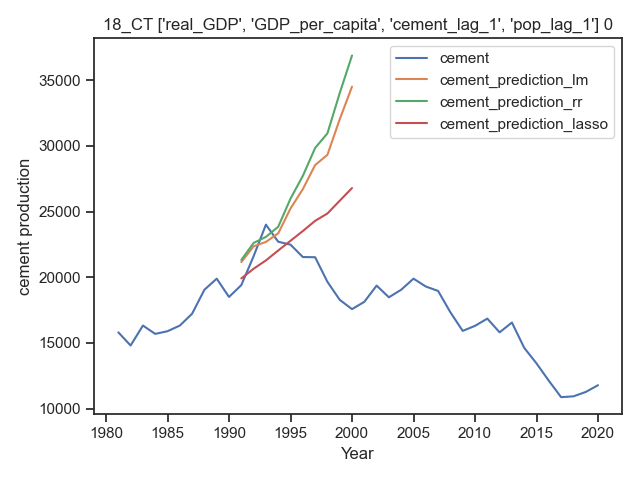 18_CT ['real_GDP', 'GDP_per_capita', 'cement_lag_1', 'pop_lag_1'] 0
cement
cement_prediction_lm
cement_prediction_rr
cement_prediction_lasso
cement production
35000
30000
25000
20000
15000
10000
1980 1985 1990 1995 2000 2005 2010 2015 2020
Year